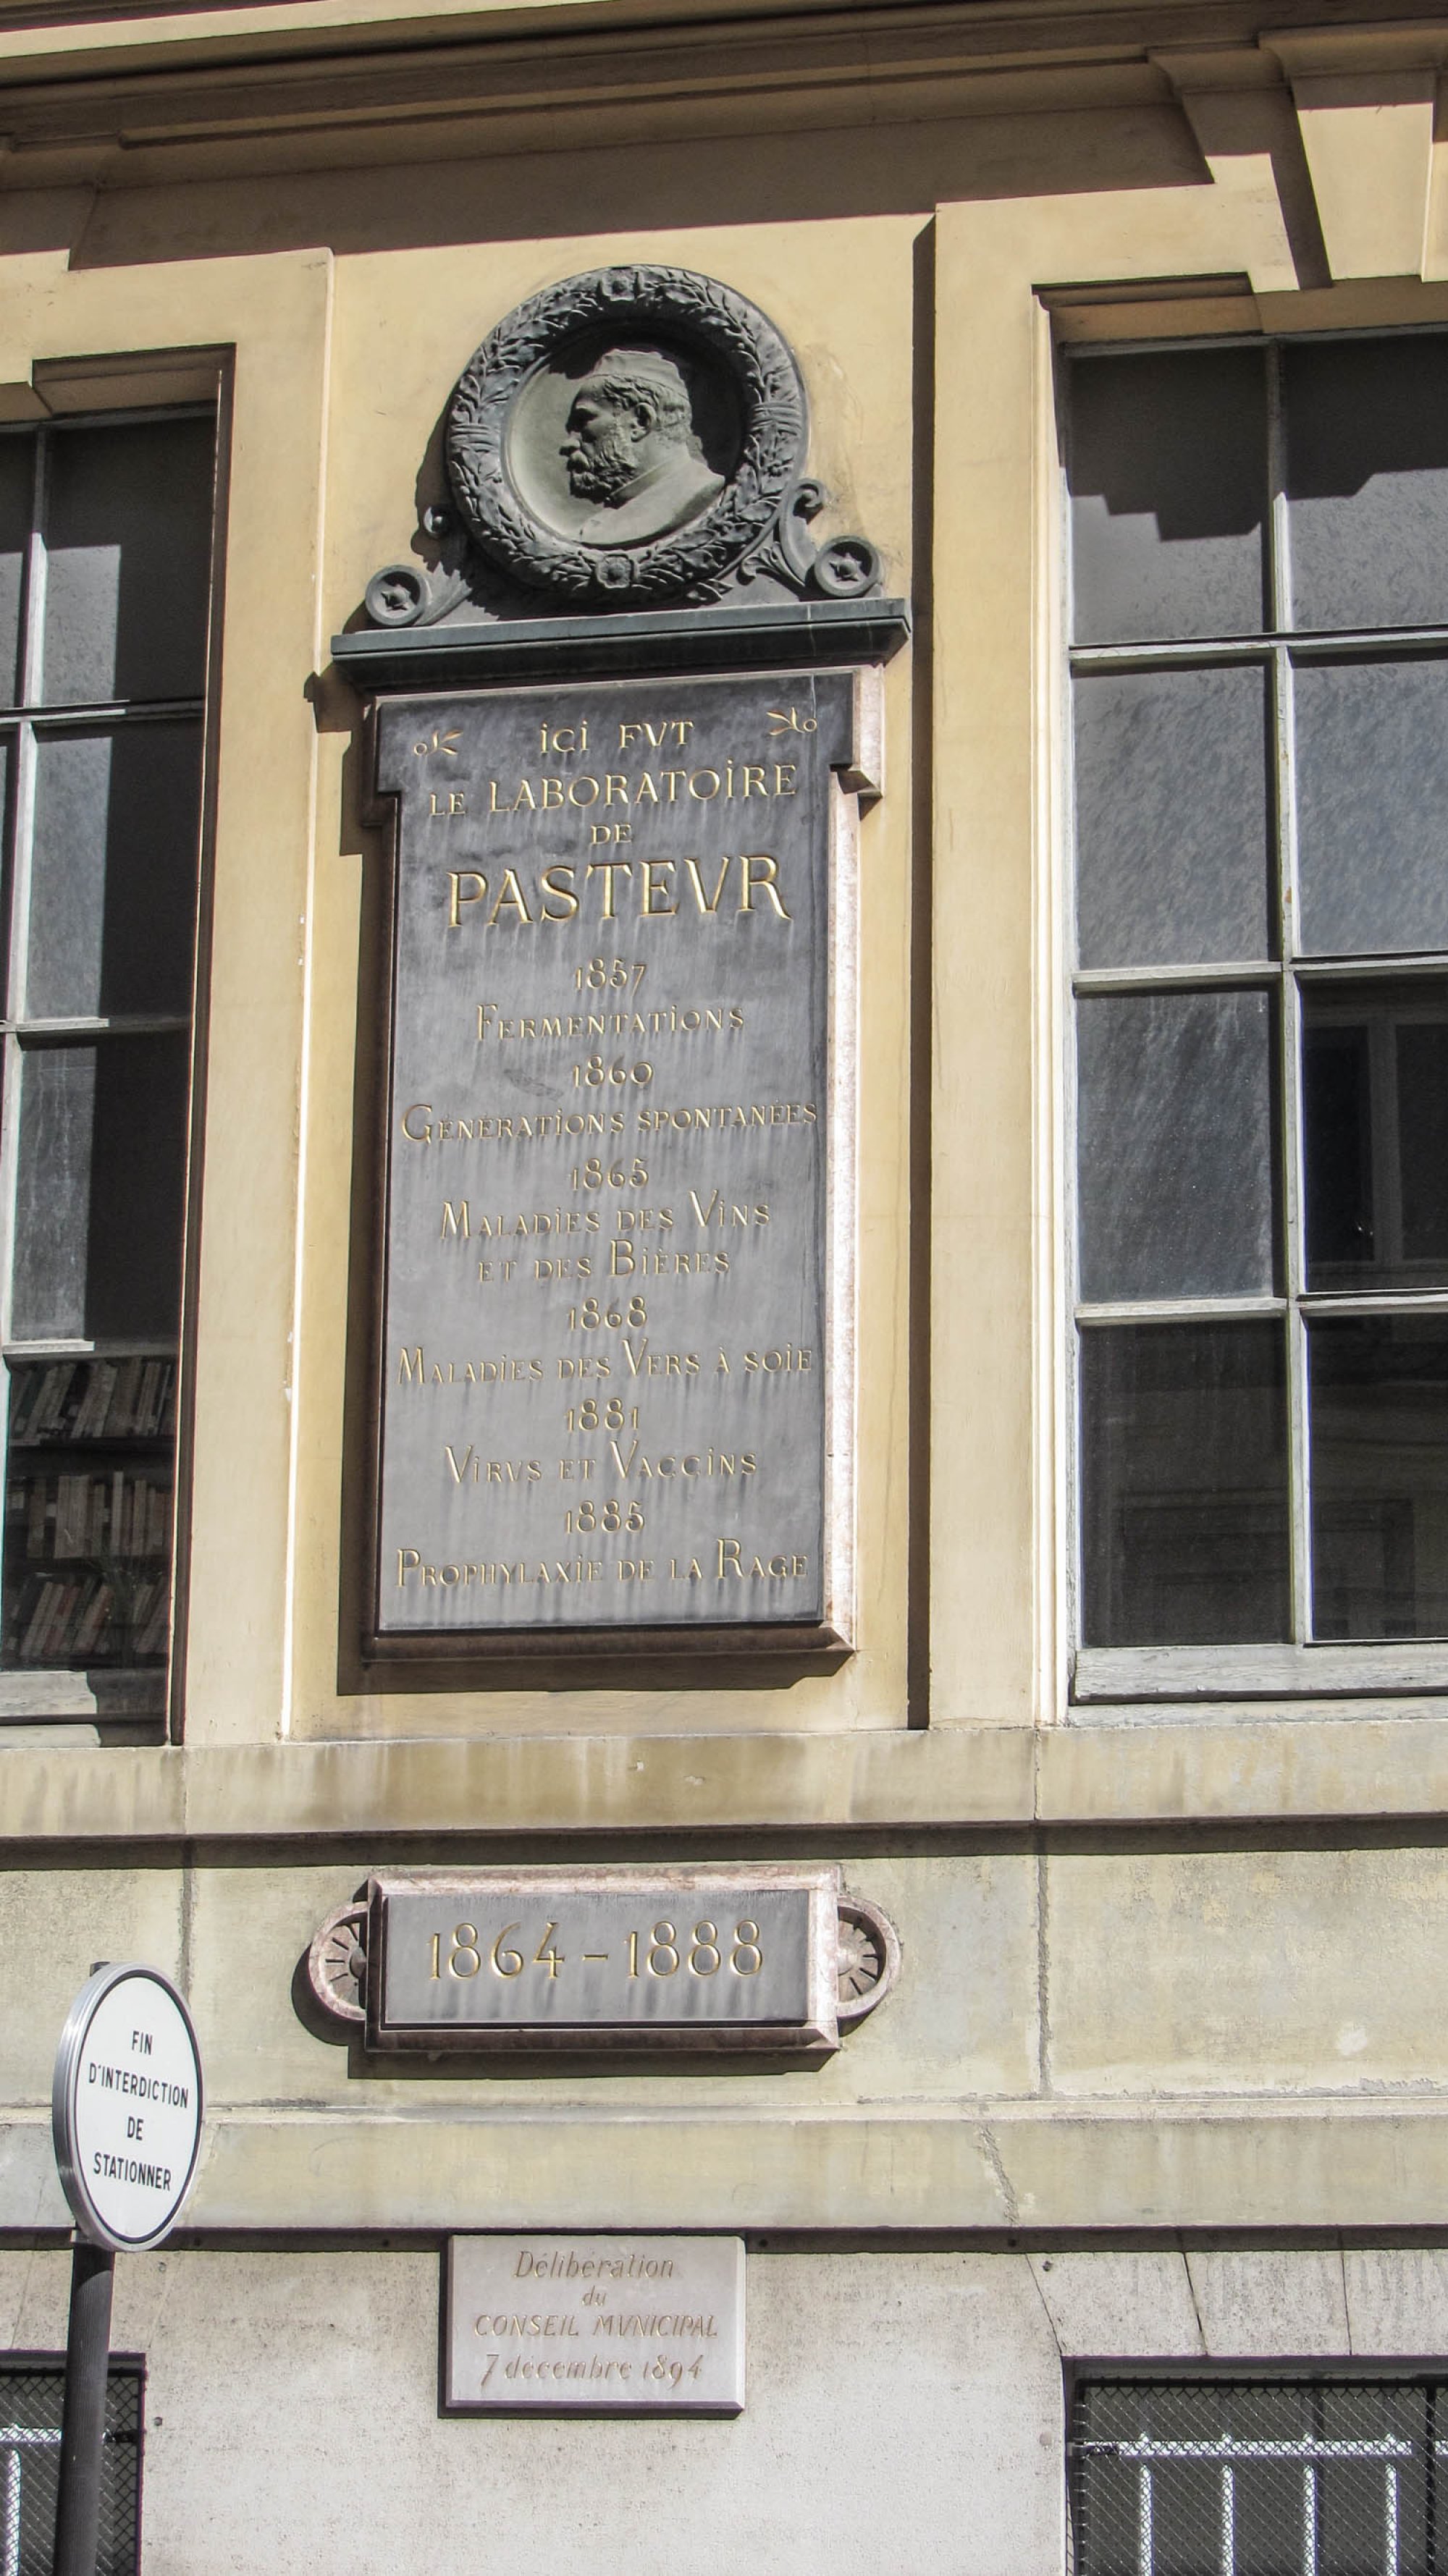 ICI FVT
LE LABORATOIRE
DE
PASTEVR
1857
FERMENTATIONS
1860
GÉNÉRATIONS SPONTANÉES
1865
MALADIES DES VINS
ET DES BIÈRES
1868
MALADIES DES VERS À SOIE
1881
VIRVS ET VACCINS
1885
PROPHYLAXIE DE LA RAGE
1864-1888
FIN
D'INTERDICTION
DE
STATIONNER
Délibération
du
CONSEIL MVNICIPAL
7 décembre 1894